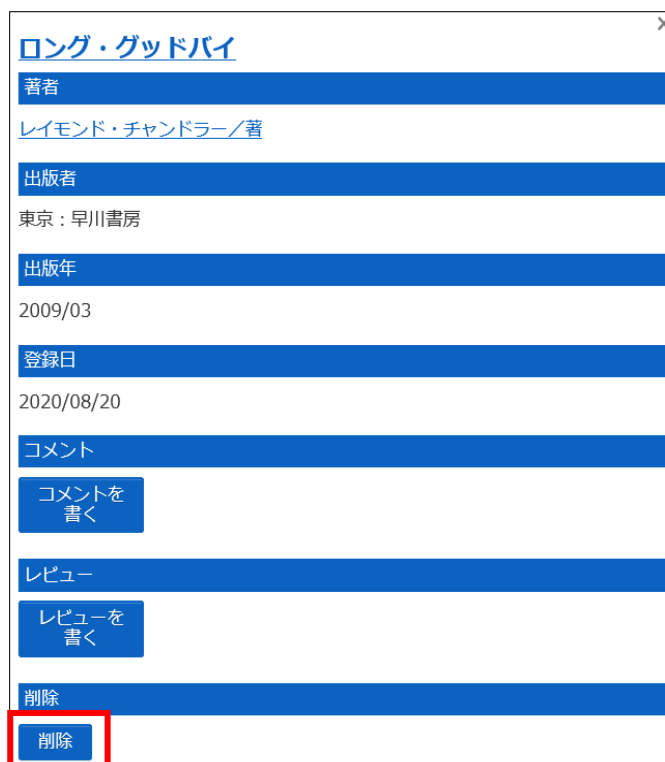 ロング・グッドバイ
著者
レイモンド・チャンドラー／著
出版者
東京：早川書房
出版年
2009/03
登録日
2020/08/20
コメント
コメントを
書く
レビュー
レビューを
書く
削除
削除